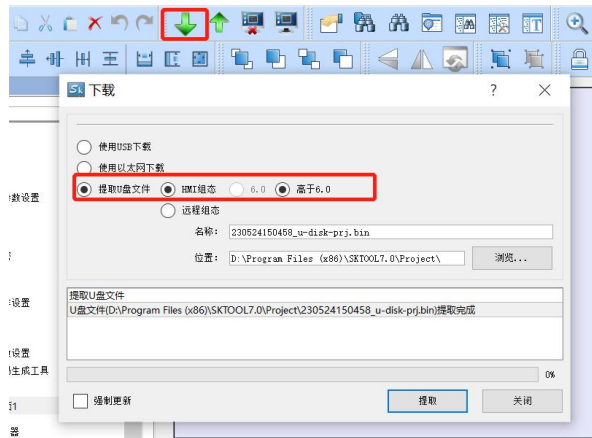 下载
?
使用USB下载
使用以太网下载
提取U盘文件 HMI组态 6.0 高于6.0
远程组态
名称: 230524150458_u-disk-prj.bin
位置: D:\Program Files (x86)\SKTOOL7.0\Project\ 浏览...
提取U盘文件
U盘文件(D:\Program Files (x86)\SKTOOL7.0\Project\230524150458_u-disk-prj.bin)提取完成
0%
强制更新 提取 关闭
数设置
设置
设置
生成工具
1
器